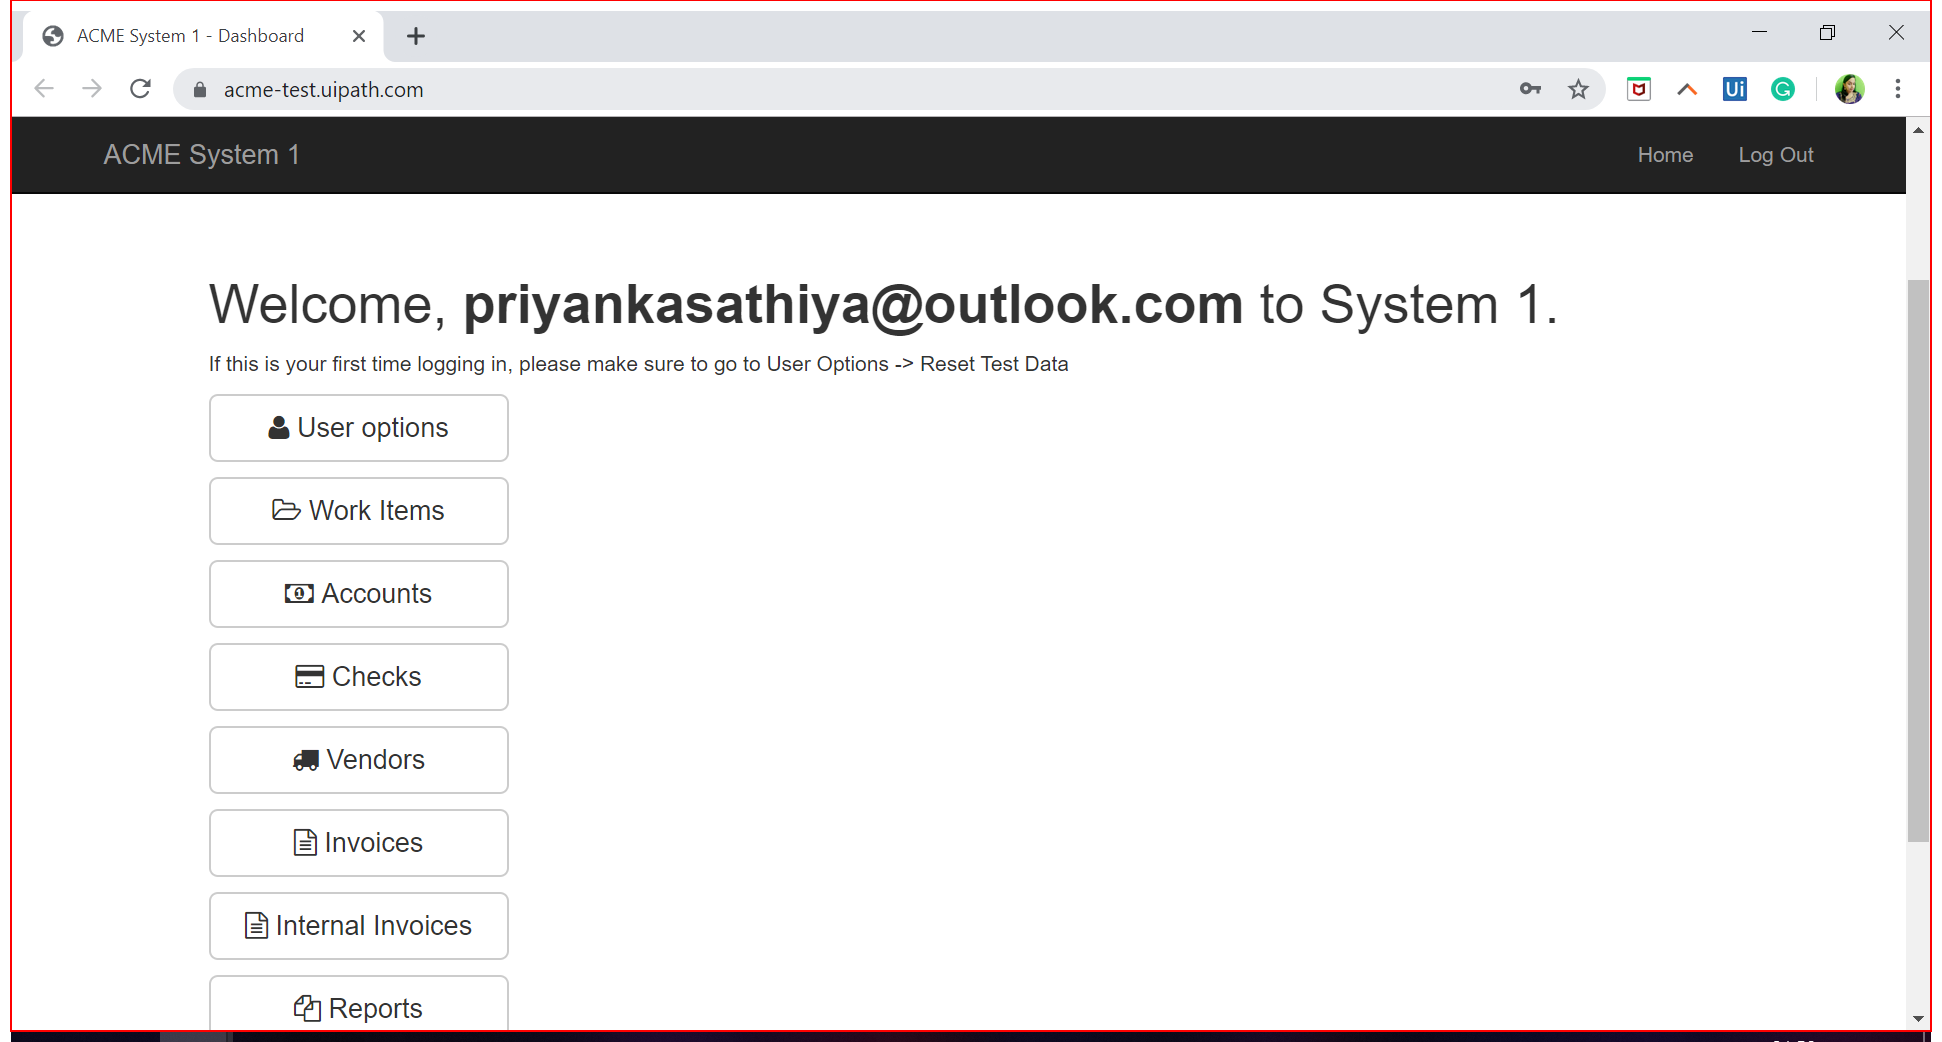 ACME System 1 - Dashboard
acme-test.uipath.com
Ui
ACME System 1
Home
Log Out
Welcome, priyankasathiya@outlook.com to System 1.
If this is your first time logging in, please make sure to go to User Options -> Reset Test Data
User options
Work Items
Accounts
Checks
Vendors
Invoices
Internal Invoices
Reports